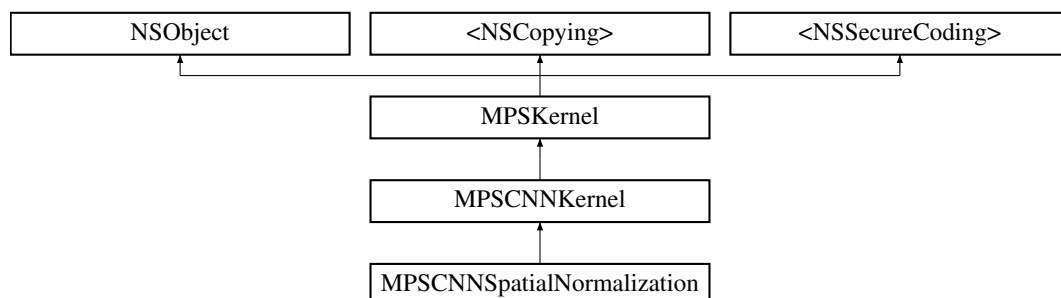 NSObject
<NSCopying>
<NSSecureCoding>
MPSKernel
MPSCNNKernel
MPSCNNSpatialNormalization